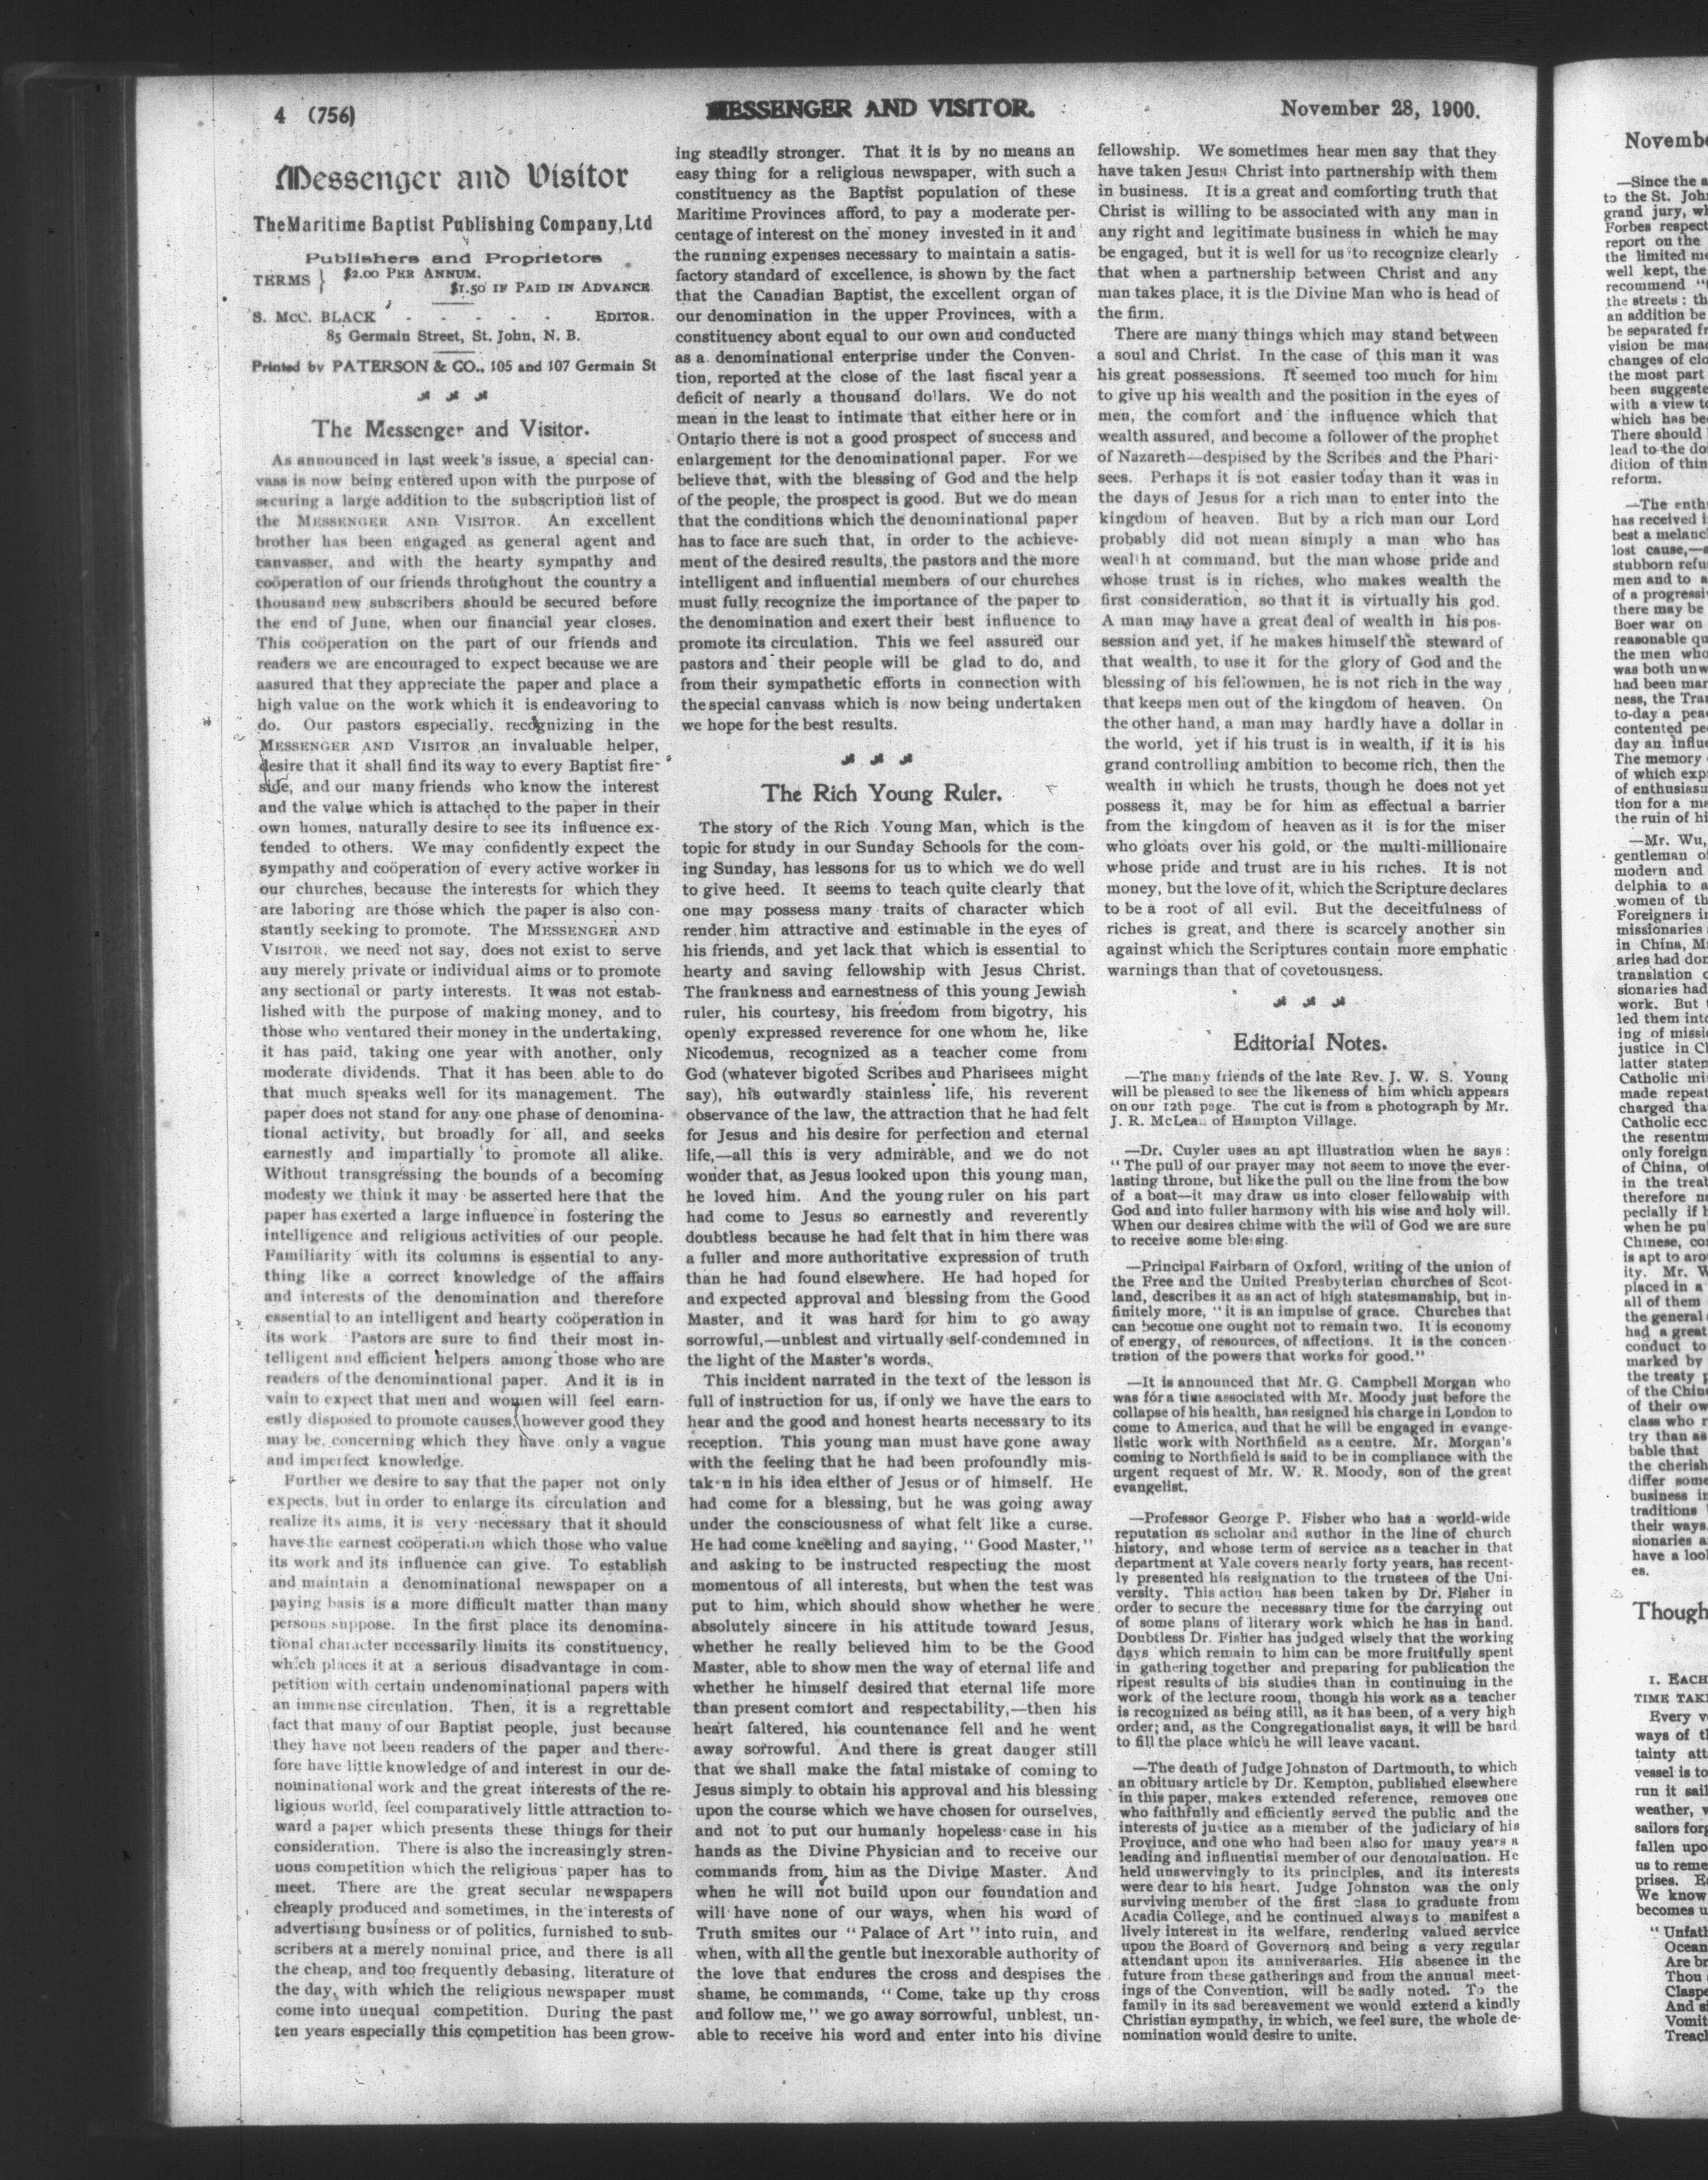 4 (756)
MESSENGER AND VISITOR.
November 28, 1900.
Messenger and Visitor
The Maritime Baptist Publishing Company, Ltd
Publishers and Proprietors
TERMS } $2.00 PER ANNUM.
$1.50 IF PAID IN ADVANCE.
S. MCC. BLACK - - - - - EDITOR.
85 Germain Street, St. John, N. B.
Printed by PATERSON & CO., 105 and 107 Germain St
The Messenger and Visitor.
As announced in last week's issue, a special can-
vass is now being entered upon with the purpose of
securing a large addition to the subscription list of
the MESSENGER AND VISITOR. An excellent
brother has been engaged as general agent and
canvasser, and with the hearty sympathy and
coöperation of our friends throughout the country a
thousand new subscribers should be secured before
the end of June, when our financial year closes.
This coöperation on the part of our friends and
readers we are encouraged to expect because we are
assured that they appreciate the paper and place a
high value on the work which it is endeavoring to
do. Our pastors especially, recognizing in the
MESSENGER AND VISITOR an invaluable helper,
desire that it shall find its way to every Baptist fire-
side, and our many friends who know the interest
and the value which is attached to the paper in their
own homes, naturally desire to see its influence ex-
tended to others. We may confidently expect the
sympathy and coöperation of every active worker in
our churches, because the interests for which they
are laboring are those which the paper is also con-
stantly seeking to promote. The MESSENGER AND
VISITOR, we need not say, does not exist to serve
any merely private or individual aims or to promote
any sectional or party interests. It was not estab-
lished with the purpose of making money, and to
those who ventured their money in the undertaking,
it has paid, taking one year with another, only
moderate dividends. That it has been able to do
that much speaks well for its management. The
paper does not stand for any one phase of denomina-
tional activity, but broadly for all, and seeks
earnestly and impartially to promote all alike.
Without transgressing the bounds of a becoming
modesty we think it may be asserted here that the
paper has exerted a large influence in fostering the
intelligence and religious activities of our people.
Familiarity with its columns is essential to any-
thing like a correct knowledge of the affairs
and interests of the denomination and therefore
essential to an intelligent and hearty coöperation in
its work. Pastors are sure to find their most in-
telligent and efficient helpers among those who are
readers of the denominational paper. And it is in
vain to expect that men and women will feel earn-
estly disposed to promote causes, however good they
may be, concerning which they have only a vague
and imperfect knowledge.
Further we desire to say that the paper not only
expects, but in order to enlarge its circulation and
realize its aims, it is very necessary that it should
have the earnest coöperation which those who value
its work and its influence can give. To establish
and maintain a denominational newspaper on a
paying basis is a more difficult matter than many
persons suppose. In the first place its denomina-
tional character necessarily limits its constituency,
which places it at a serious disadvantage in com-
petition with certain undenominational papers with
an immense circulation. Then, it is a regrettable
fact that many of our Baptist people, just because
they have not been readers of the paper and there-
fore have little knowledge of and interest in our de-
nominational work and the great interests of the re-
ligious world, feel comparatively little attraction to-
ward a paper which presents these things for their
consideration. There is also the increasingly stren-
uous competition which the religious paper has to
meet. There are the great secular newspapers
cheaply produced and sometimes, in the interests of
advertising business or of politics, furnished to sub-
scribers at a merely nominal price, and there is all
the cheap, and too frequently debasing, literature of
the day, with which the religious newspaper must
come into unequal competition. During the past
ten years especially this competition has been grow-
ing steadily stronger. That it is by no means an
easy thing for a religious newspaper, with such a
constituency as the Baptist population of these
Maritime Provinces afford, to pay a moderate per-
centage of interest on the money invested in it and
the running expenses necessary to maintain a satis-
factory standard of excellence, is shown by the fact
that the Canadian Baptist, the excellent organ of
our denomination in the upper Provinces, with a
constituency about equal to our own and conducted
as a denominational enterprise under the Conven-
tion, reported at the close of the last fiscal year a
deficit of nearly a thousand dollars. We do not
mean in the least to intimate that either here or in
Ontario there is not a good prospect of success and
enlargement for the denominational paper. For we
believe that, with the blessing of God and the help
of the people, the prospect is good. But we do mean
that the conditions which the denominational paper
has to face are such that, in order to the achieve-
ment of the desired results, the pastors and the more
intelligent and influential members of our churches
must fully recognize the importance of the paper to
the denomination and exert their best influence to
promote its circulation. This we feel assured our
pastors and their people will be glad to do, and
from their sympathetic efforts in connection with
the special canvass which is now being undertaken
we hope for the best results.
The Rich Young Ruler.
The story of the Rich Young Man, which is the
topic for study in our Sunday Schools for the com-
ing Sunday, has lessons for us to which we do well
to give heed. It seems to teach quite clearly that
one may possess many traits of character which
render him attractive and estimable in the eyes of
his friends, and yet lack that which is essential to
hearty and saving fellowship with Jesus Christ.
The frankness and earnestness of this young Jewish
ruler, his courtesy, his freedom from bigotry, his
openly expressed reverence for one whom he, like
Nicodemus, recognized as a teacher come from
God (whatever bigoted Scribes and Pharisees might
say), his outwardly stainless life, his reverent
observance of the law, the attraction that he had felt
for Jesus and his desire for perfection and eternal
life,—all this is very admirable, and we do not
wonder that, as Jesus looked upon this young man,
he loved him. And the young ruler on his part
had come to Jesus so earnestly and reverently
doubtless because he had felt that in him there was
a fuller and more authoritative expression of truth
than he had found elsewhere. He had hoped for
and expected approval and blessing from the Good
Master, and it was hard for him to go away
sorrowful,—unblest and virtually self-condemned in
the light of the Master's words.
This incident narrated in the text of the lesson is
full of instruction for us, if only we have the ears to
hear and the good and honest hearts necessary to its
reception. This young man must have gone away
with the feeling that he had been profoundly mis-
taken in his idea either of Jesus or of himself. He
had come for a blessing, but he was going away
under the consciousness of what felt like a curse.
He had come kneeling and saying, "Good Master,"
and asking to be instructed respecting the most
momentous of all interests, but when the test was
put to him, which should show whether he were
absolutely sincere in his attitude toward Jesus,
whether he really believed him to be the Good
Master, able to show men the way of eternal life and
whether he himself desired that eternal life more
than present comfort and respectability,—then his
heart faltered, his countenance fell and he went
away sorrowful. And there is great danger still
that we shall make the fatal mistake of coming to
Jesus simply to obtain his approval and his blessing
upon the course which we have chosen for ourselves,
and not to put our humanly hopeless case in his
hands as the Divine Physician and to receive our
commands from him as the Divine Master. And
when he will not build upon our foundation and
will have none of our ways, when his word of
Truth smites our "Palace of Art" into ruin, and
when, with all the gentle but inexorable authority of
the love that endures the cross and despises the
shame, he commands, "Come, take up thy cross
and follow me," we go away sorrowful, unblest, un-
able to receive his word and enter into his divine
fellowship. We sometimes hear men say that they
have taken Jesus Christ into partnership with them
in business. It is a great and comforting truth that
Christ is willing to be associated with any man in
any right and legitimate business in which he may
be engaged, but it is well for us to recognize clearly
that when a partnership between Christ and any
man takes place, it is the Divine Man who is head of
the firm.
There are many things which may stand between
a soul and Christ. In the case of this man it was
his great possessions. It seemed too much for him
to give up his wealth and the position in the eyes of
men, the comfort and the influence which that
wealth assured, and become a follower of the prophet
of Nazareth—despised by the Scribes and the Phari-
sees. Perhaps it is not easier today than it was in
the days of Jesus for a rich man to enter into the
kingdom of heaven. But by a rich man our Lord
probably did not mean simply a man who has
wealth at command, but the man whose pride and
whose trust is in riches, who makes wealth the
first consideration, so that it is virtually his god.
A man may have a great deal of wealth in his pos-
session and yet, if he makes himself the steward of
that wealth, to use it for the glory of God and the
blessing of his fellowmen, he is not rich in the way
that keeps men out of the kingdom of heaven. On
the other hand, a man may hardly have a dollar in
the world, yet if his trust is in wealth, if it is his
grand controlling ambition to become rich, then the
wealth in which he trusts, though he does not yet
possess it, may be for him as effectual a barrier
from the kingdom of heaven as it is for the miser
who gloats over his gold, or the multi-millionaire
whose pride and trust are in his riches. It is not
money, but the love of it, which the Scripture declares
to be a root of all evil. But the deceitfulness of
riches is great, and there is scarcely another sin
against which the Scriptures contain more emphatic
warnings than that of covetousness.
Editorial Notes.
—The many friends of the late Rev. J. W. S. Young
will be pleased to see the likeness of him which appears
on our 12th page. The cut is from a photograph by Mr.
J. R. McLean of Hampton Village.
—Dr. Cuyler uses an apt illustration when he says:
"The pull of our prayer may not seem to move the ever-
lasting throne, but like the pull on the line from the bow
of a boat—it may draw us into closer fellowship with
God and into fuller harmony with his wise and holy will.
When our desires chime with the will of God we are sure
to receive some blessing.
—Principal Fairbarn of Oxford, writing of the union of
the Free and the United Presbyterian churches of Scot-
land, describes it as an act of high statesmanship, but in-
finitely more, "it is an impulse of grace. Churches that
can become one ought not to remain two. It is economy
of energy, of resources, of affections. It is the concen-
tration of the powers that works for good."
—It is announced that Mr. G. Campbell Morgan who
was for a time associated with Mr. Moody just before the
collapse of his health, has resigned his charge in London to
come to America, and that he will be engaged in evange-
listic work with Northfield as a centre. Mr. Morgan's
coming to Northfield is said to be in compliance with the
urgent request of Mr. W. R. Moody, son of the great
evangelist.
—Professor George P. Fisher who has a world-wide
reputation as scholar and author in the line of church
history, and whose term of service as a teacher in that
department at Yale covers nearly forty years, has recent-
ly presented his resignation to the trustees of the Uni-
versity. This action has been taken by Dr. Fisher in
order to secure the necessary time for the carrying out
of some plans of literary work which he has in hand.
Doubtless Dr. Fisher has judged wisely that the working
days which remain to him can be more fruitfully spent
in gathering together and preparing for publication the
ripest results of his studies than in continuing in the
work of the lecture room, though his work as a teacher
is recognized as being still, as it has been, of a very high
order; and, as the Congregationalist says, it will be hard
to fill the place which he will leave vacant.
—The death of Judge Johnston of Dartmouth, to which
an obituary article by Dr. Kempton, published elsewhere
in this paper, makes extended reference, removes one
who faithfully and efficiently served the public and the
interests of justice as a member of the judiciary of his
Province, and one who had been also for many years a
leading and influential member of our denomination. He
held unswervingly to its principles, and its interests
were dear to his heart. Judge Johnston was the only
surviving member of the first class to graduate from
Acadia College, and he continued always to manifest a
lively interest in its welfare, rendering valued service
upon the Board of Governors and being a very regular
attendant upon its anniversaries. His absence in the
future from these gatherings and from the annual meet-
ings of the Convention, will be sadly noted. To the
family in its sad bereavement we would extend a kindly
Christian sympathy, in which, we feel sure, the whole de-
nomination would desire to unite.